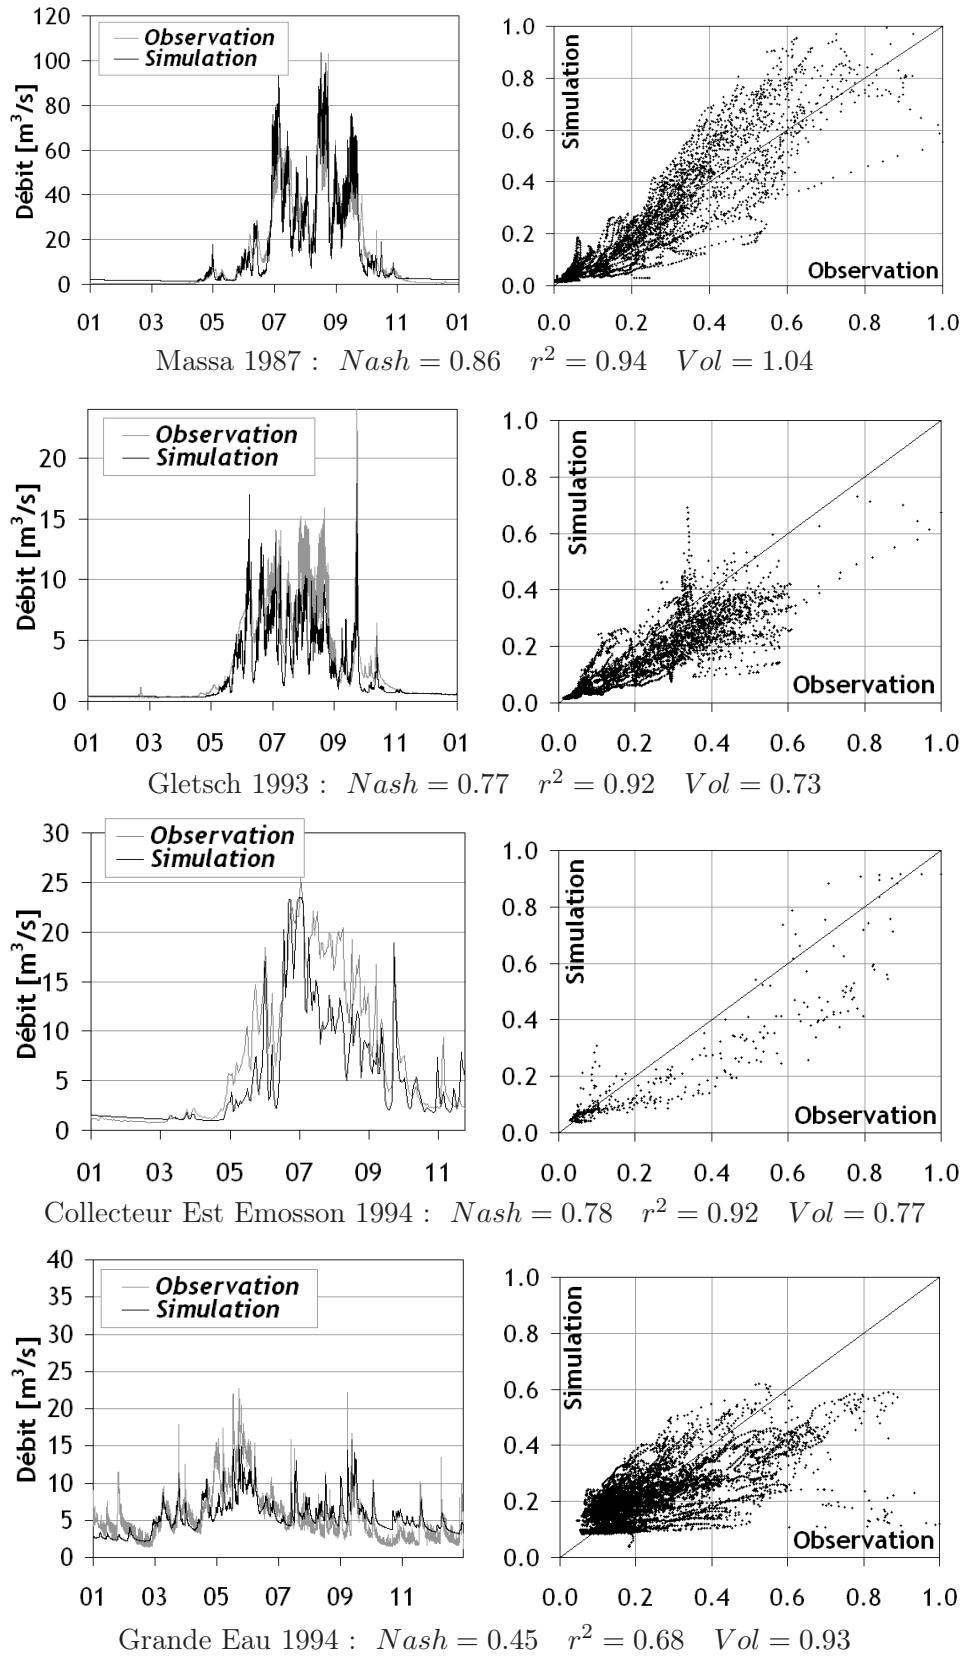 120
100
80
60
40
20
0
Débit [m³/s]
Observation
Simulation
01 03 05 07 09 11 01
1.0
0.8
0.6
0.4
0.2
0.0
Simulation
Observation
0.0 0.2 0.4 0.6 0.8 1.0
Massa 1987 : Nash = 0.86 r² = 0.94 Vol = 1.04
20
15
10
5
0
Débit [m³/s]
Observation
Simulation
01 03 05 07 09 11 01
1.0
0.8
0.6
0.4
0.2
0.0
Simulation
Observation
0.0 0.2 0.4 0.6 0.8 1.0
Gletsch 1993 : Nash = 0.77 r² = 0.92 Vol = 0.73
30
25
20
15
10
5
0
Débit [m³/s]
Observation
Simulation
01 03 05 07 09 11
1.0
0.8
0.6
0.4
0.2
0.0
Simulation
Observation
0.0 0.2 0.4 0.6 0.8 1.0
Collecteur Est Emosson 1994 : Nash = 0.78 r² = 0.92 Vol = 0.77
40
35
30
25
20
15
10
5
0
Débit [m³/s]
Observation
Simulation
01 03 05 07 09 11
1.0
0.8
0.6
0.4
0.2
0.0
Simulation
Observation
0.0 0.2 0.4 0.6 0.8 1.0
Grande Eau 1994 : Nash = 0.45 r² = 0.68 Vol = 0.93